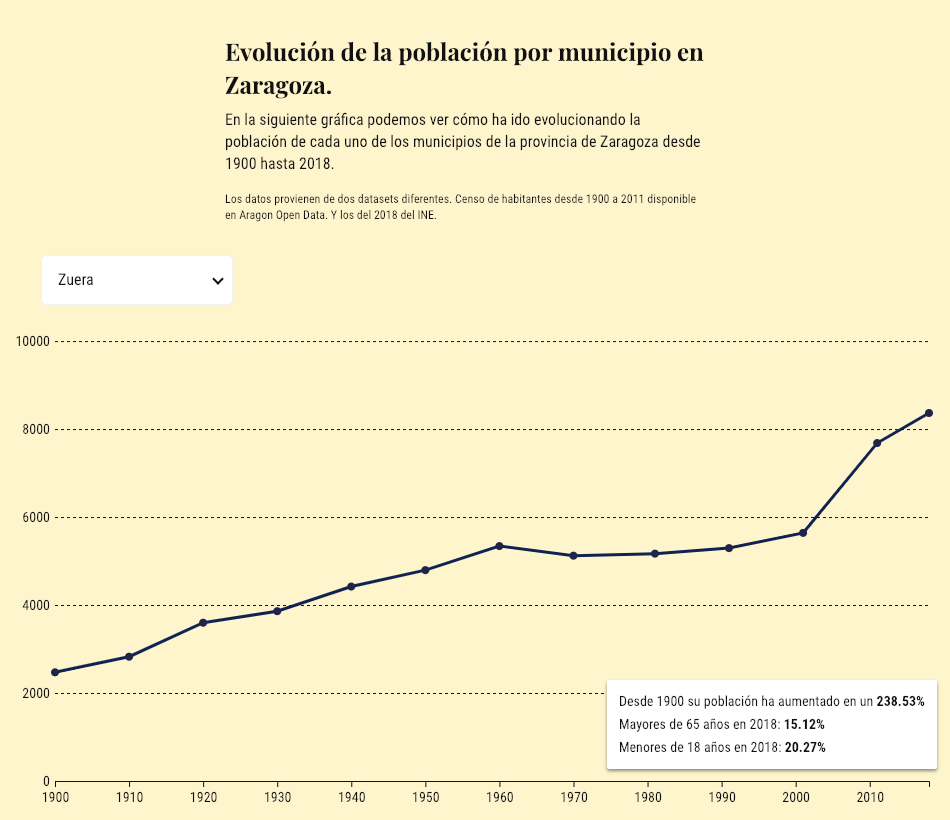 Evolución de la población por municipio en
Zaragoza.
En la siguiente gráfica podemos ver cómo ha ido evolucionando la
población de cada uno de los municipios de la provincia de Zaragoza desde
1900 hasta 2018.
Los datos provienen de dos datasets diferentes. Censo de habitantes desde 1900 a 2011 disponible
en Aragon Open Data. Y los del 2018 del INE.
Zuera
10000
8000
6000
4000
2000
0
Desde 1900 su población ha aumentado en un 238.53%
Mayores de 65 años en 2018: 15.12%
Menores de 18 años en 2018: 20.27%
1900 1910 1920 1930 1940 1950 1960 1970 1980 1990 2000 2010